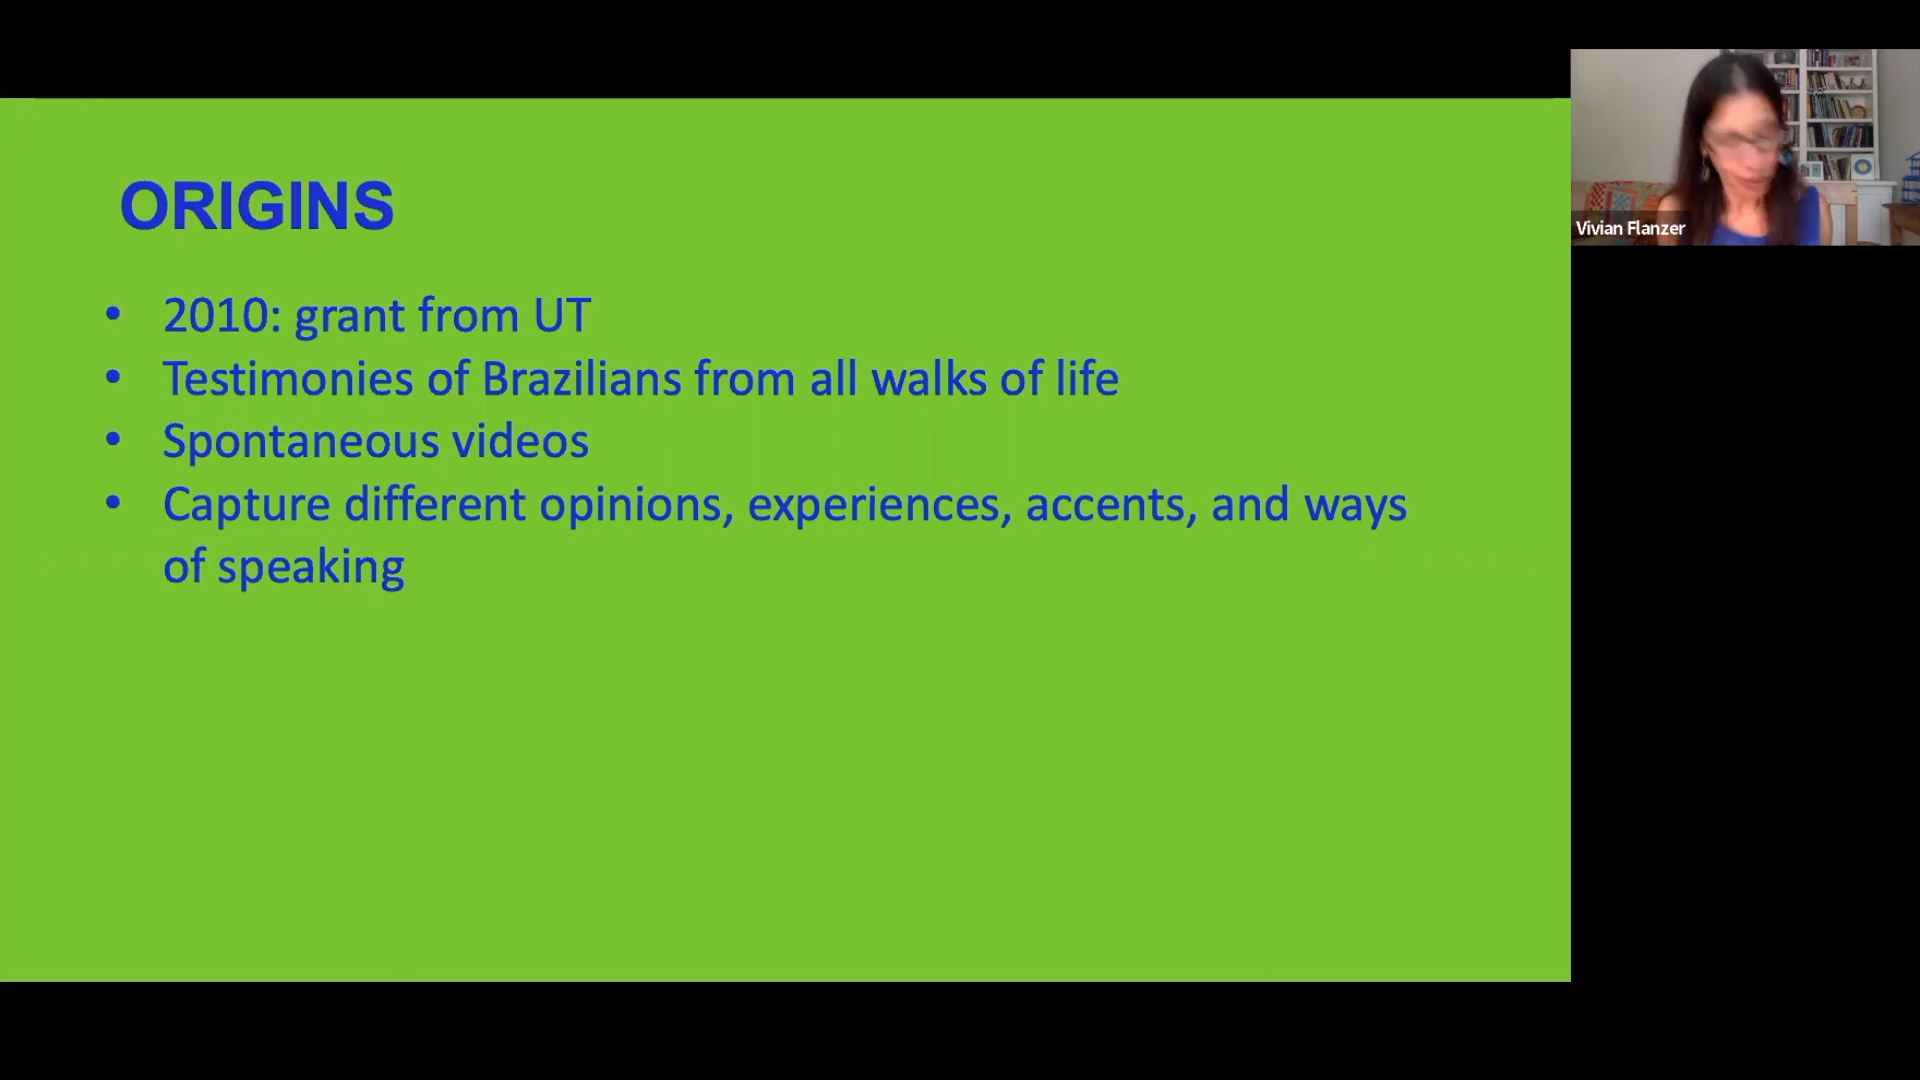 ORIGINS
• 2010: grant from UT
• Testimonies of Brazilians from all walks of life
• Spontaneous videos
• Capture different opinions, experiences, accents, and ways
of speaking
Vivian Flanzer